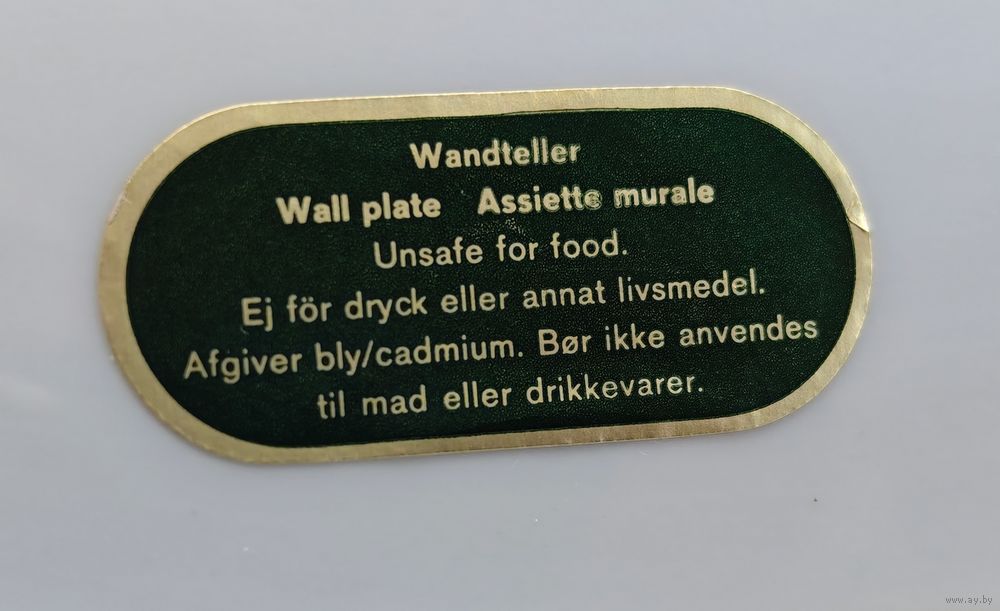 Wandteller
Wall plate Assiette murale
Unsafe for food.
Ej för dryck eller annat livsmedel.
Afgiver bly/cadmium. Bør ikke anvendes
til mad eller drikkevarer.
www.ay.by